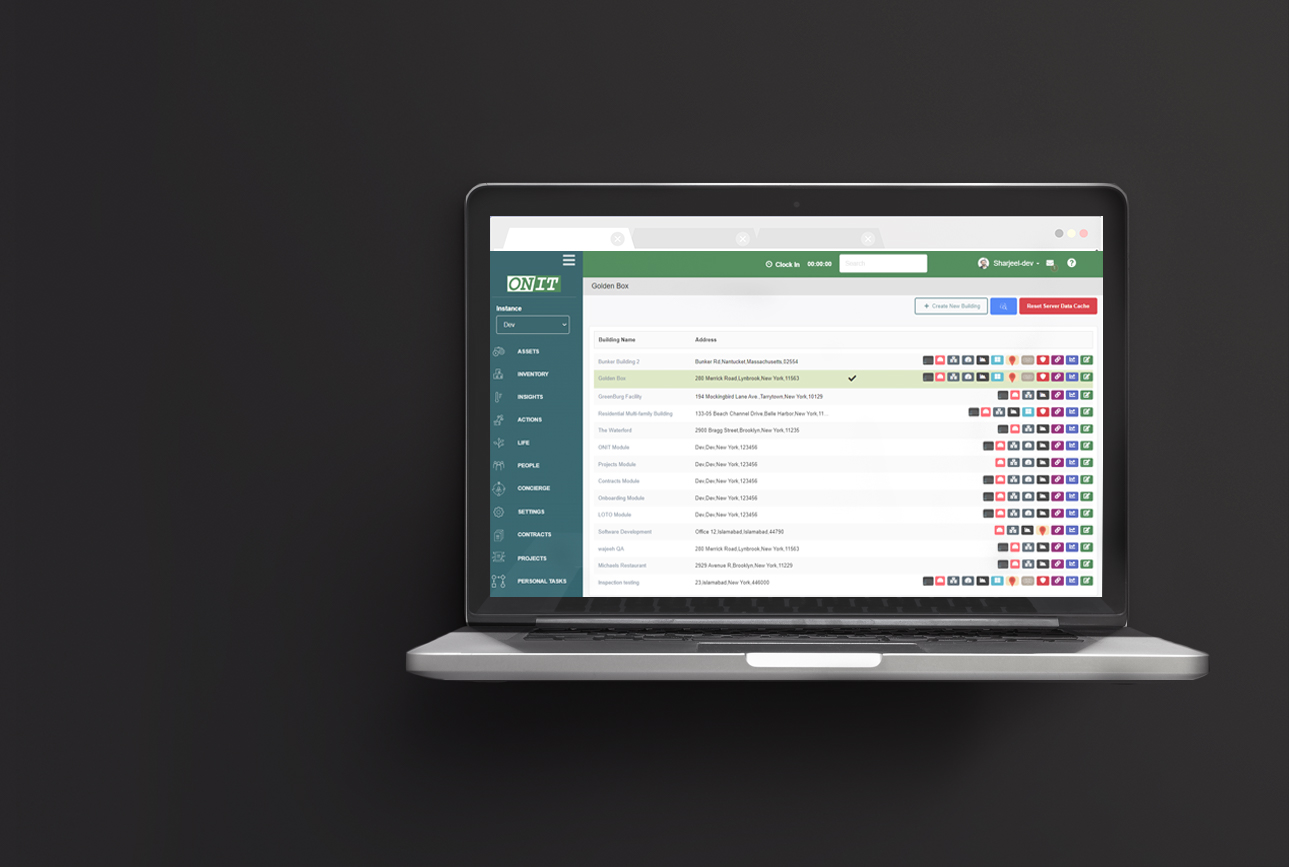 Clock In 00:00:00 Search Sharjeel-dev
ONIT
Golden Box
Instance
Dev
+ Create New Building
Reset Server Data Cache
ASSETS
INVENTORY
INSIGHTS
ACTIONS
LIFE
PEOPLE
CONCIERGE
SETTINGS
CONTRACTS
PROJECTS
PERSONAL TASKS
Building Name Address
Bunker Building 2 Bunker Rd,Nantucket,Massachusetts,02554
Golden Box 280 Merrick Road,Lynbrook,New York,11563
GreenBurg Facility 194 Mockingbird Lane Ave ,Tarrytown,New York,10129
Residential Multi-family Building 133-05 Beach Channel Drive,Belle Harbor,New York,11...
The Waterford 2900 Bragg Street,Brooklyn,New York,11235
ONIT Module Dev,Dev,New York,123456
Projects Module Dev,Dev,New York,123456
Contracts Module Dev,Dev,New York,123456
Onboarding Module Dev,Dev,New York,123456
LOTO Module Dev,Dev,New York,123456
Software Development Office 12,Islamabad,Islamabad,44790
wajeeh QA 280 Merrick Road,Lynbrook,New York,11563
Michaels Restaurant 2929 Avenue R,Brooklyn,New York,11229
Inspection testing 23,Islamabad,New York,446000